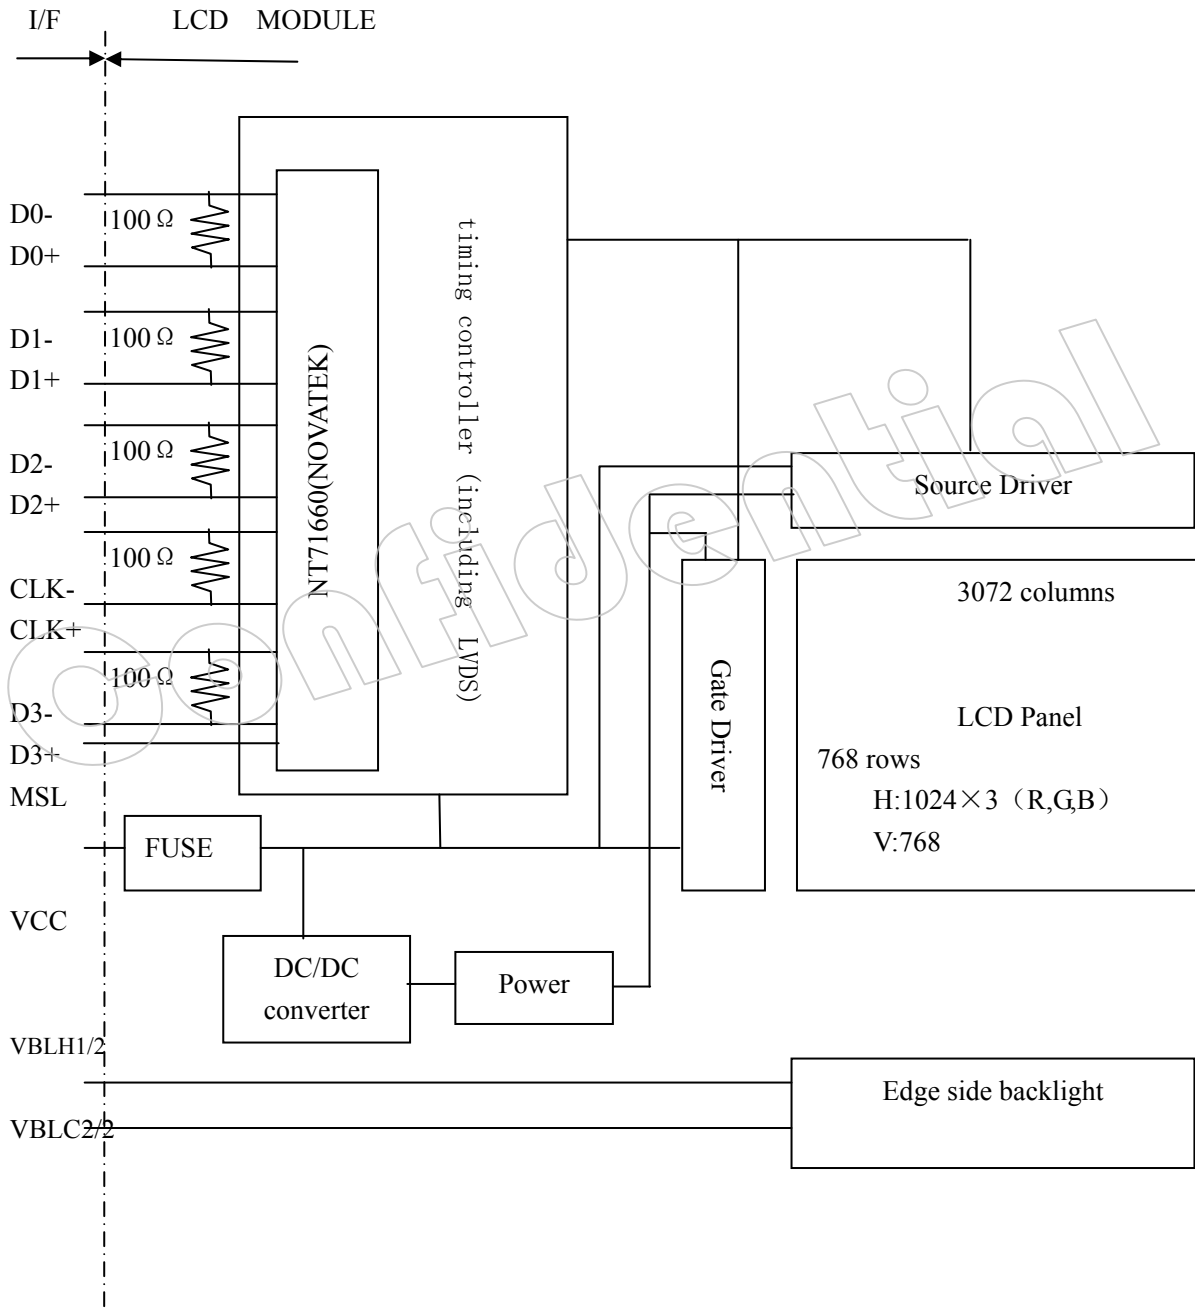 I/F
LCD MODULE
D0-
100 Ω
D0+
D1-
100 Ω
D1+
D2-
100 Ω
D2+
CLK-
100 Ω
CLK+
D3-
100 Ω
D3+
MSL
NT71660(NOVATEK)
timing controller (including LVDS)
Source Driver
Gate Driver
3072 columns
LCD Panel
768 rows
H:1024×3（R,G,B）
V:768
FUSE
VCC
DC/DC
converter
Power
VBLH1/2
VBLC2/2
Edge side backlight
Confidential